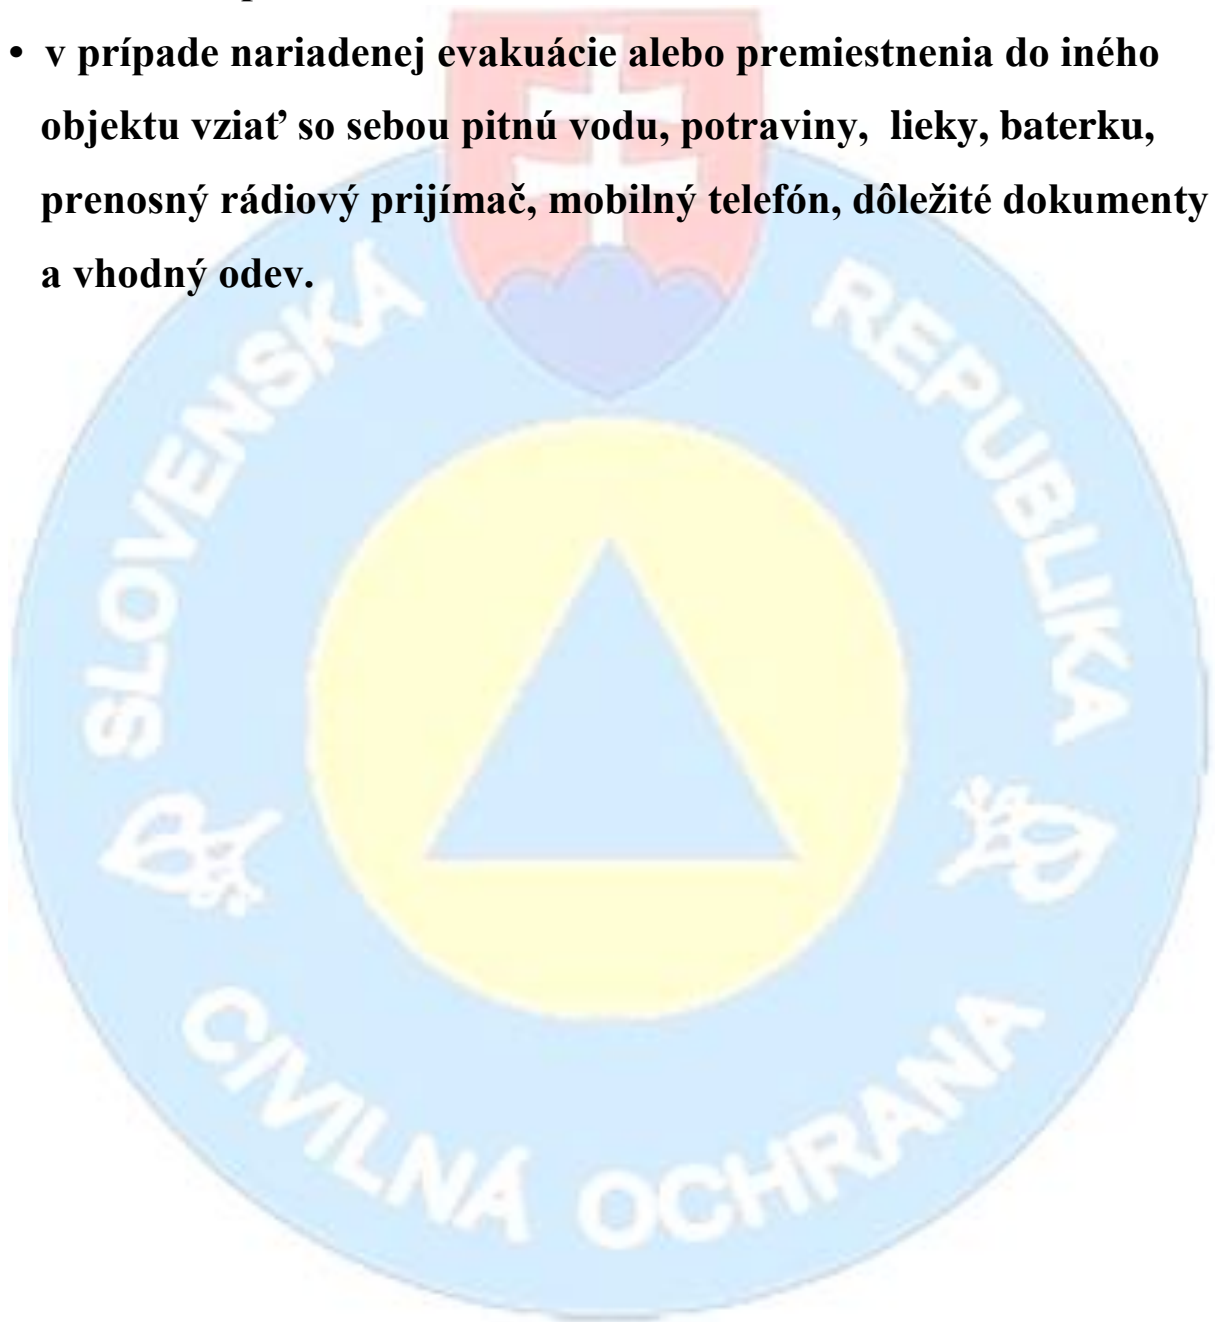 • v prípade nariadenej evakuácie alebo premiestnenia do iného
objektu vziať so sebou pitnú vodu, potraviny, lieky, baterku,
prenosný rádiový prijímač, mobilný telefón, dôležité dokumenty
a vhodný odev.
SLOVENSKÁ REPUBLIKA
CIVILNÁ OCHRANA